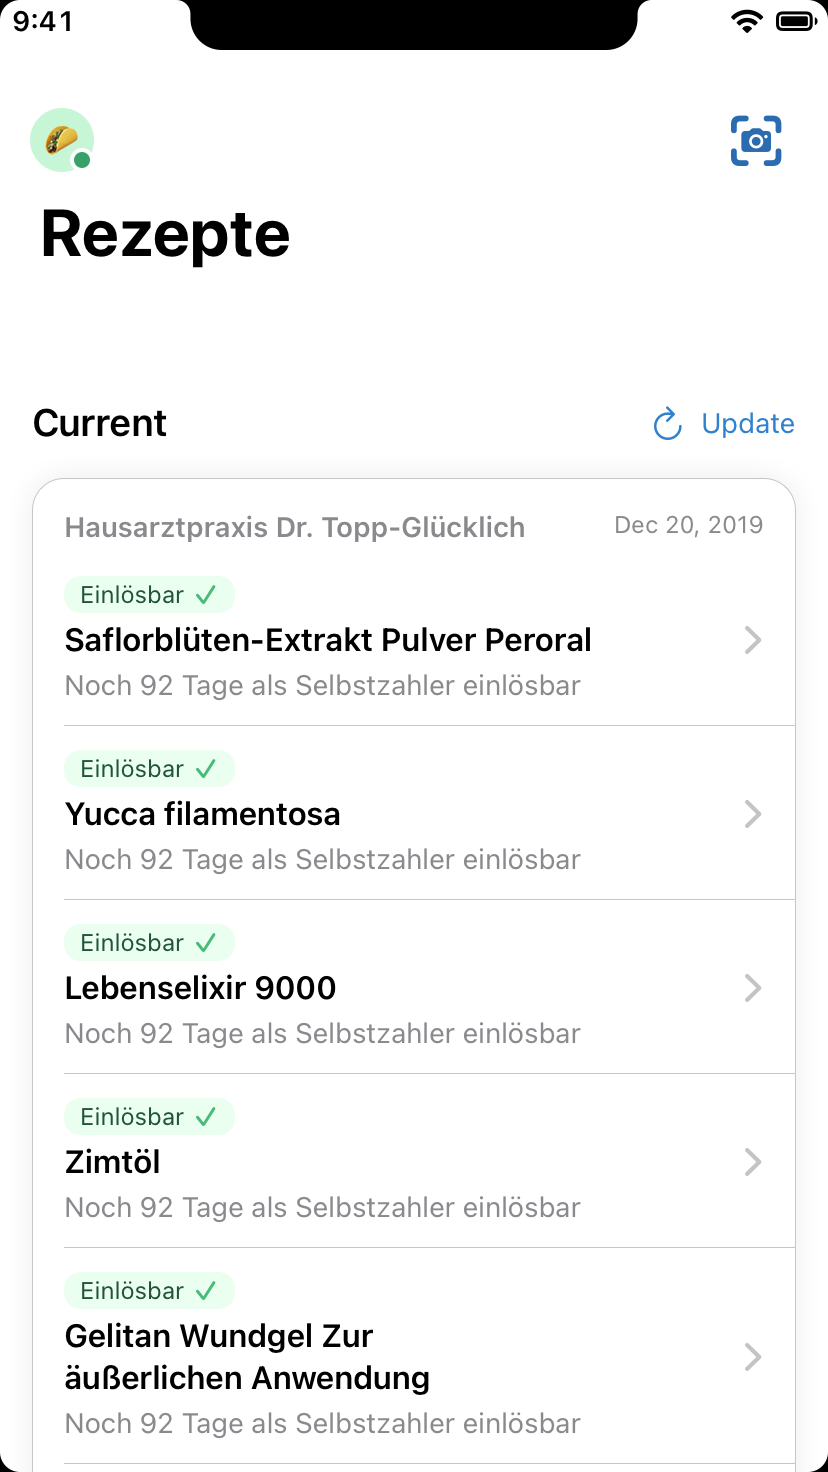 9:41
Rezepte
Current
Update
Hausarztpraxis Dr. Topp-Glücklich
Dec 20, 2019
Einlösbar
Saflorblüten-Extrakt Pulver Peroral
Noch 92 Tage als Selbstzahler einlösbar
Einlösbar
Yucca filamentosa
Noch 92 Tage als Selbstzahler einlösbar
Einlösbar
Lebenselixir 9000
Noch 92 Tage als Selbstzahler einlösbar
Einlösbar
Zimtöl
Noch 92 Tage als Selbstzahler einlösbar
Einlösbar
Gelitan Wundgel Zur
äußerlichen Anwendung
Noch 92 Tage als Selbstzahler einlösbar